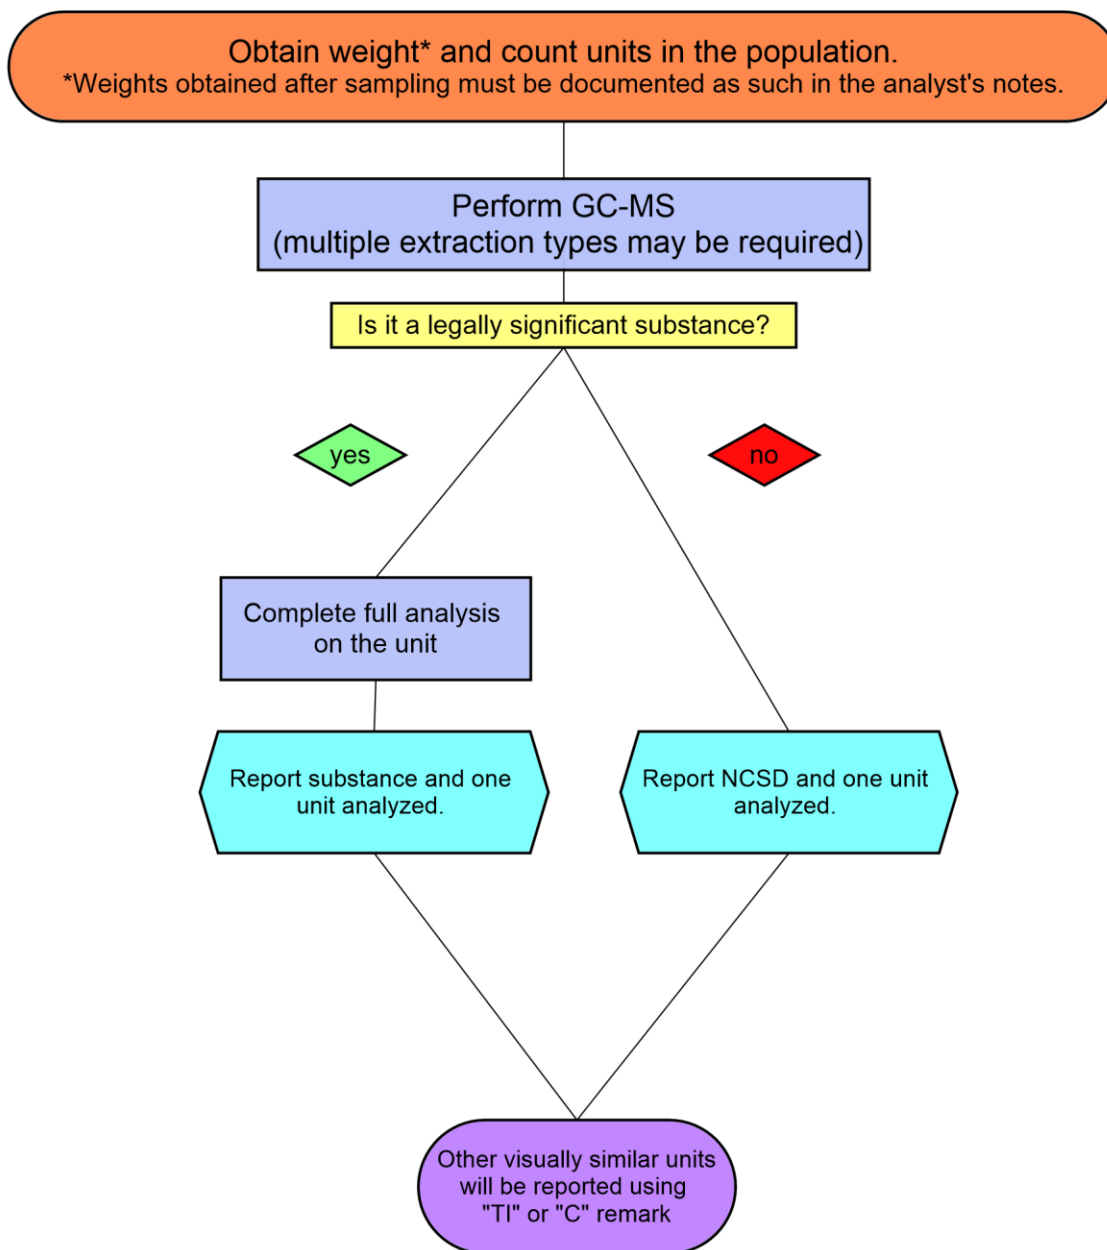 Obtain weight* and count units in the population.
*Weights obtained after sampling must be documented as such in the analyst's notes.
Perform GC-MS
(multiple extraction types may be required)
Is it a legally significant substance?
yes
no
Complete full analysis
on the unit
Report substance and one
unit analyzed.
Report NCSD and one unit
analyzed.
Other visually similar units
will be reported using
"TI" or "C" remark